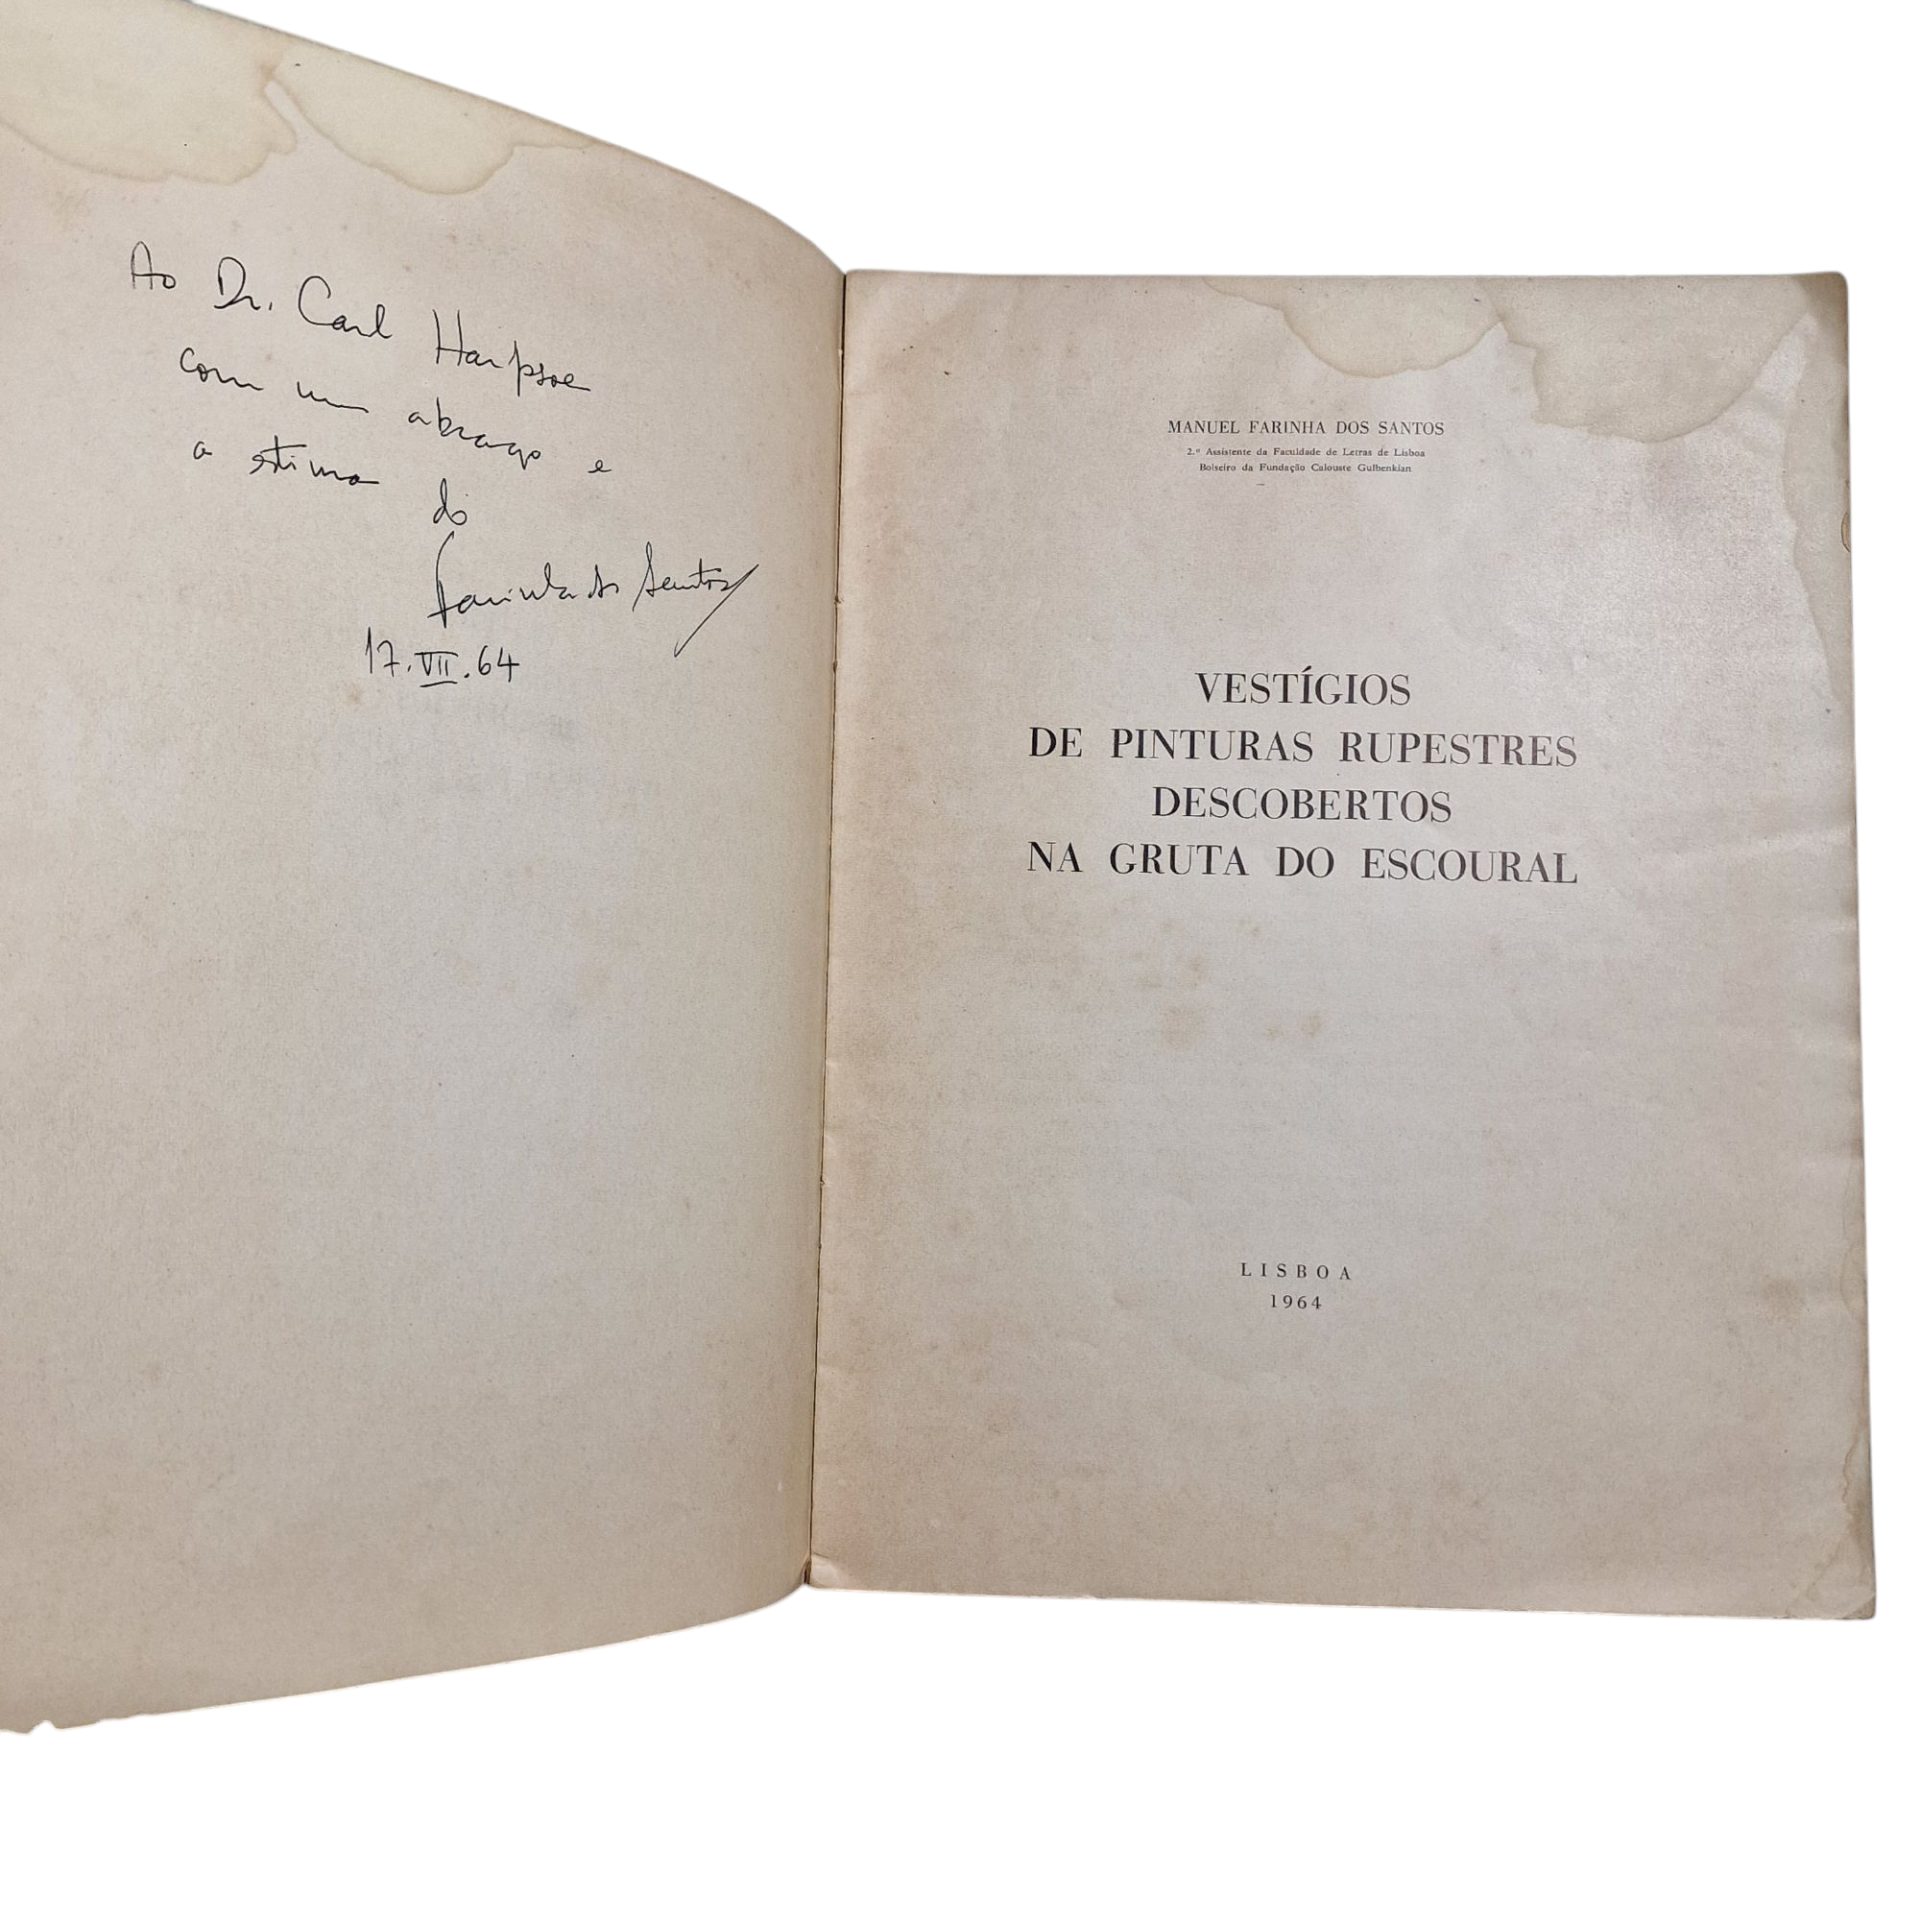 Ao Dr. Carl Harpsoe
com um abraço e
a estima
do
Farinha dos Santos
17.VII.64
MANUEL FARINHA DOS SANTOS
2.º Assistente da Faculdade de Letras de Lisboa
Bolseiro da Fundação Calouste Gulbenkian
VESTÍGIOS
DE PINTURAS RUPESTRES
DESCOBERTOS
NA GRUTA DO ESCOURAL
LISBOA
1964